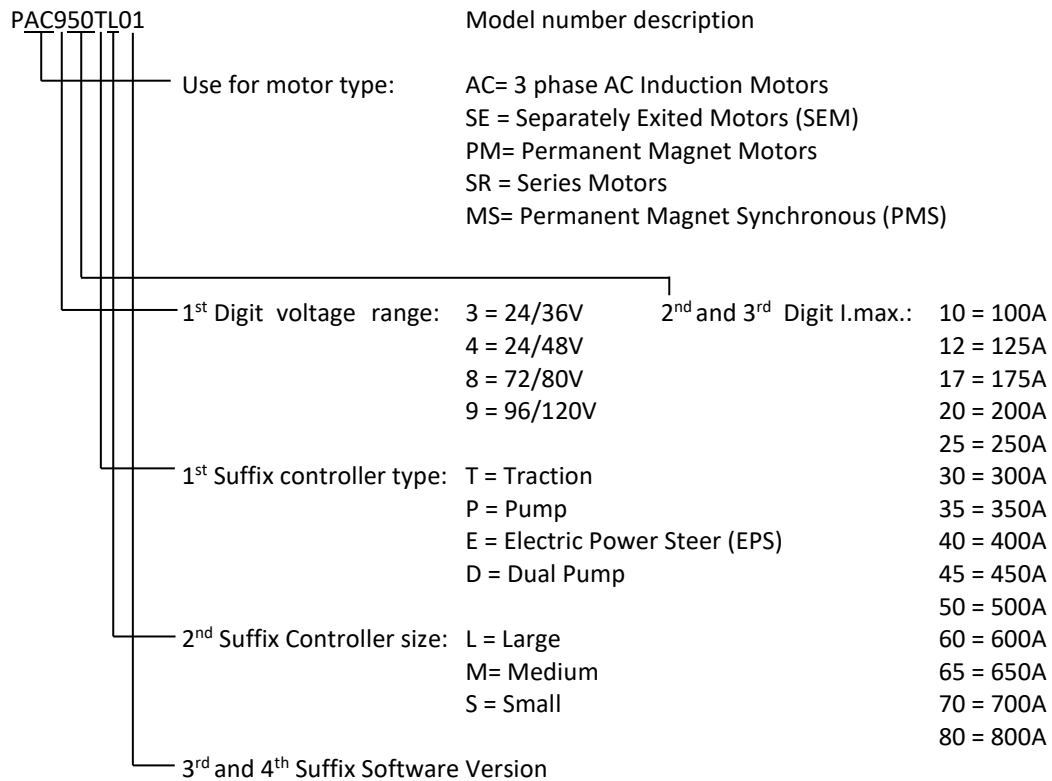 PAC950TL01 Model number description
Use for motor type: AC= 3 phase AC Induction Motors
SE = Separately Exited Motors (SEM)
PM= Permanent Magnet Motors
SR = Series Motors
MS= Permanent Magnet Synchronous (PMS)
1st Digit voltage range: 3 = 24/36V 2nd and 3rd Digit I.max.: 10 = 100A
4 = 24/48V 12 = 125A
8 = 72/80V 17 = 175A
9 = 96/120V 20 = 200A
25 = 250A
1st Suffix controller type: T = Traction 30 = 300A
P = Pump 35 = 350A
E = Electric Power Steer (EPS) 40 = 400A
D = Dual Pump 45 = 450A
50 = 500A
2nd Suffix Controller size: L = Large 60 = 600A
M= Medium 65 = 650A
S = Small 70 = 700A
80 = 800A
3rd and 4th Suffix Software Version